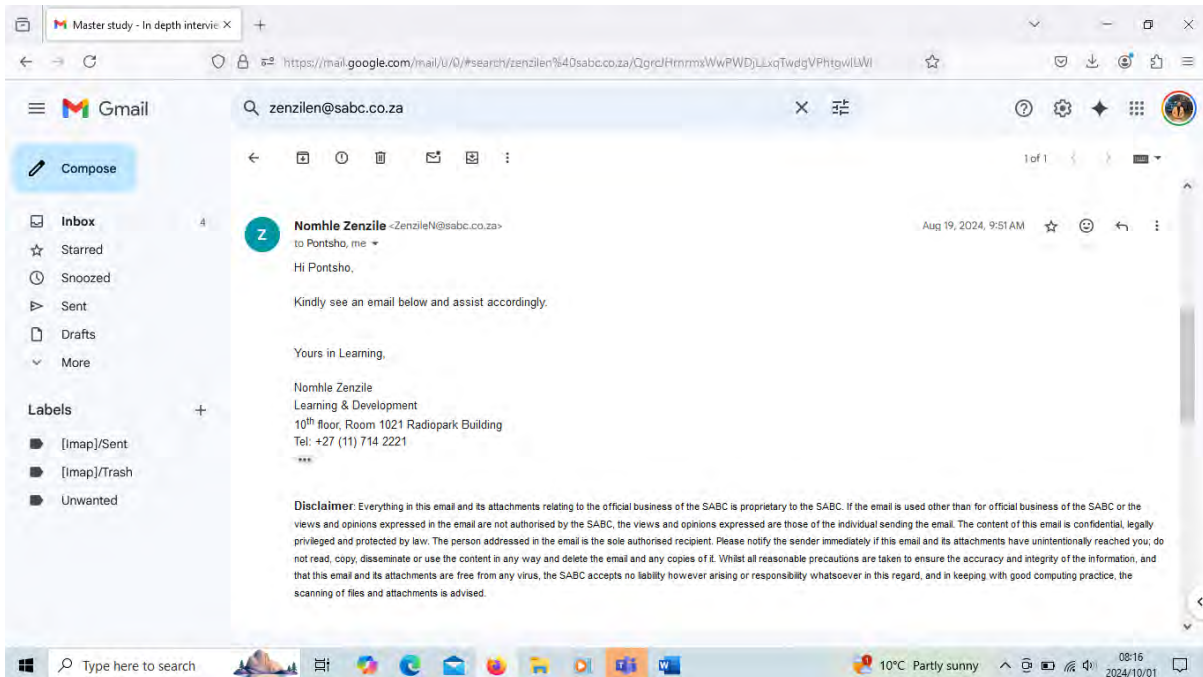 Master study - In depth intervie
https://mail.google.com/mail/u/0/#search/zenzilen%40sabc.co.za/
Gmail
zenzilen@sabc.co.za
Compose
1 of 1
Inbox 4
Starred
Snoozed
Sent
Drafts
More
Labels
[Imap]/Sent
[Imap]/Trash
Unwanted
Z
Nomhle Zenzile <ZenzileN@sabc.co.za>
Aug 19, 2024, 9:51 AM
to Pontsho, me
Hi Pontsho,
Kindly see an email below and assist accordingly.
Yours in Learning,
Nomhle Zenzile
Learning & Development
10th floor, Room 1021 Radiopark Building
Tel: +27 (11) 714 2221
Disclaimer: Everything in this email and its attachments relating to the official business of the SABC is proprietary to the SABC. If the email is used other than for official business of the SABC or the
views and opinions expressed in the email are not authorised by the SABC, the views and opinions expressed are those of the individual sending the email. The content of this email is confidential, legally
privileged and protected by law. The person addressed in the email is the sole authorised recipient. Please notify the sender immediately if this email and its attachments have unintentionally reached you; do
not read, copy, disseminate or use the content in any way and delete the email and any copies of it. Whilst all reasonable precautions are taken to ensure the accuracy and integrity of the information, and
that this email and its attachments are free from any virus, the SABC accepts no liability however arising or responsibility whatsoever in this regard, and in keeping with good computing practice, the
scanning of files and attachments is advised.
Type here to search
10°C Partly sunny
08:16
2024/10/01